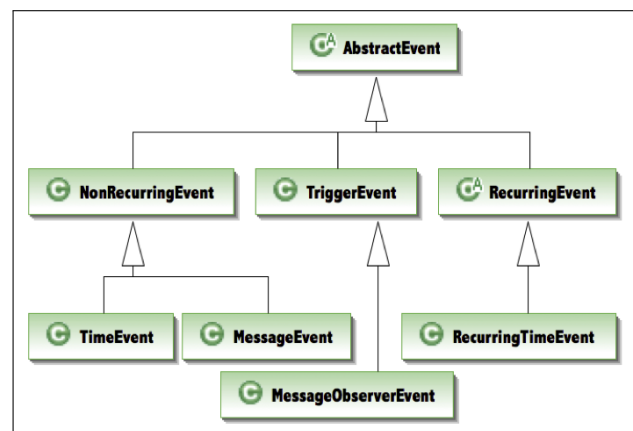 AbstractEvent
NonRecurringEvent
TriggerEvent
RecurringEvent
TimeEvent
MessageEvent
RecurringTimeEvent
MessageObserverEvent